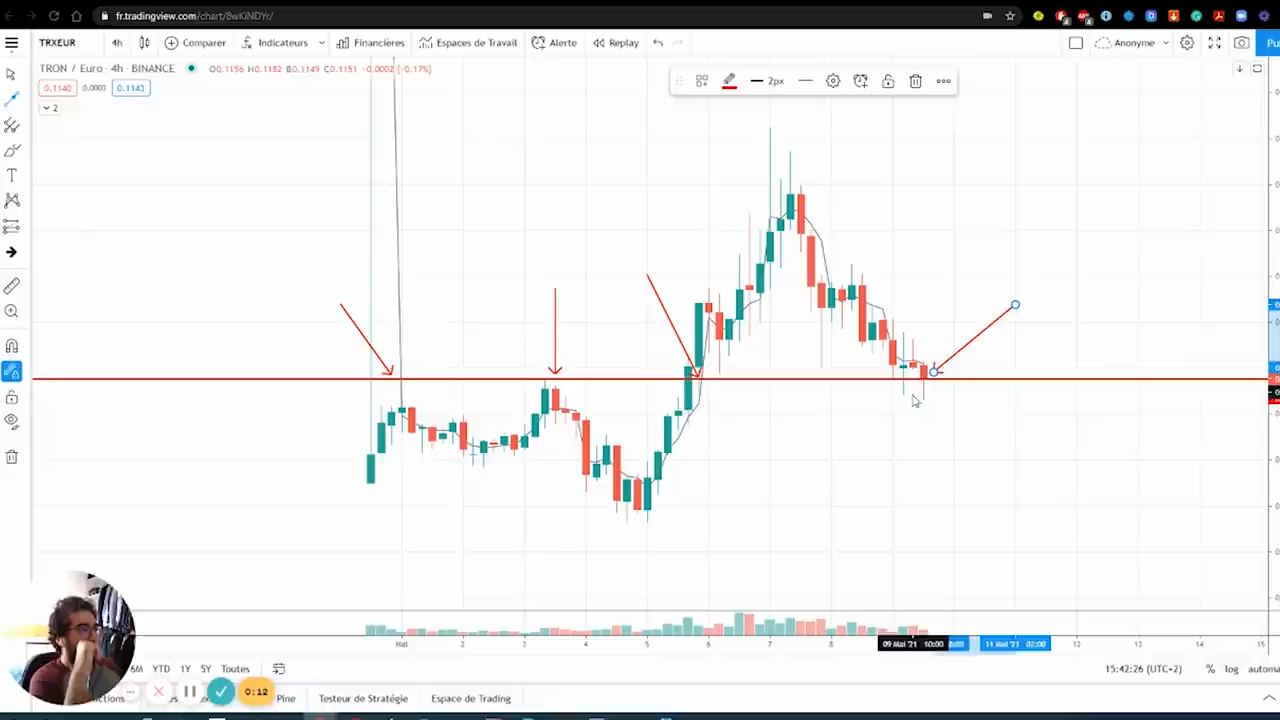 fr.tradingview.com/chart/8wKiNDYr/
TRXEUR 4h Comparer Indicateurs Financières Espaces de Travail Alerte Replay Anonyme
TRON / Euro · 4h · BINANCE O0.1156 H0.1182 B0.1149 C0.1151 -0.0002 (-0.17%)
0.1140 0.0003 0.1143
2px
2
Mai 2 3 4 5 6 7 8 09 Mai '21 10:00 11 Mai '21 02:00 12 13 14 15
6M YTD 1Y 5Y Toutes 15:42:26 (UTC+2) % log
0:12 Pine Testeur de Stratégie Espace de Trading